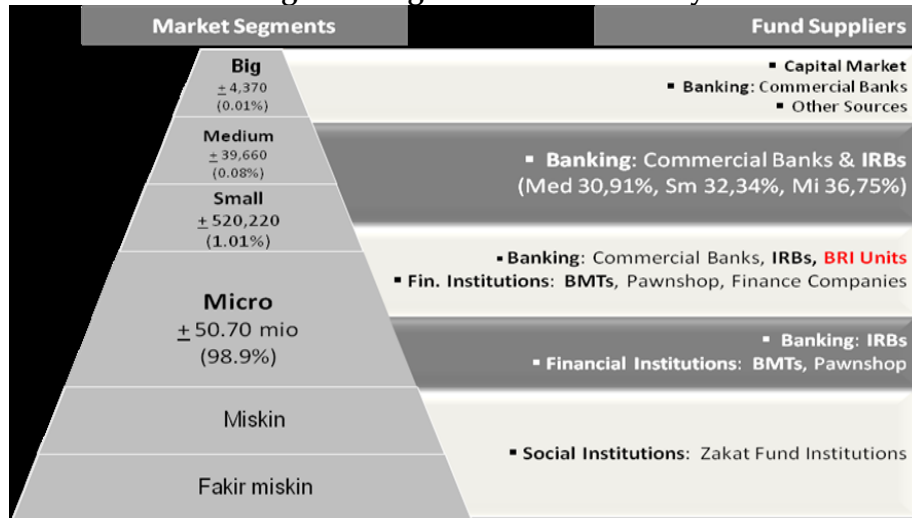 Market Segments
Fund Suppliers
Big
± 4,370
(0.01%)
▪ Capital Market
▪ Banking: Commercial Banks
▪ Other Sources
Medium
± 39,660
(0.08%)
▪ Banking: Commercial Banks & IRBs
(Med 30,91%, Sm 32,34%, Mi 36,75%)
Small
± 520,220
(1.01%)
▪ Banking: Commercial Banks, IRBs, BRI Units
▪ Fin. Institutions: BMTs, Pawnshop, Finance Companies
Micro
± 50.70 mio
(98.9%)
▪ Banking: IRBs
▪ Financial Institutions: BMTs, Pawnshop
Miskin
Fakir miskin
▪ Social Institutions: Zakat Fund Institutions